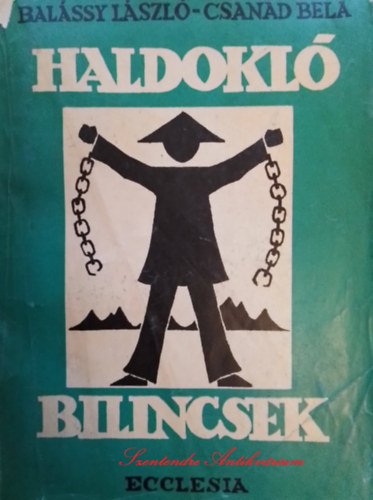 BALÁSSY LÁSZLÓ-CSANÁD BÉLA
HALDOKLÓ
BILINCSEK
Szentendre Antikvárium
ECCLESIA